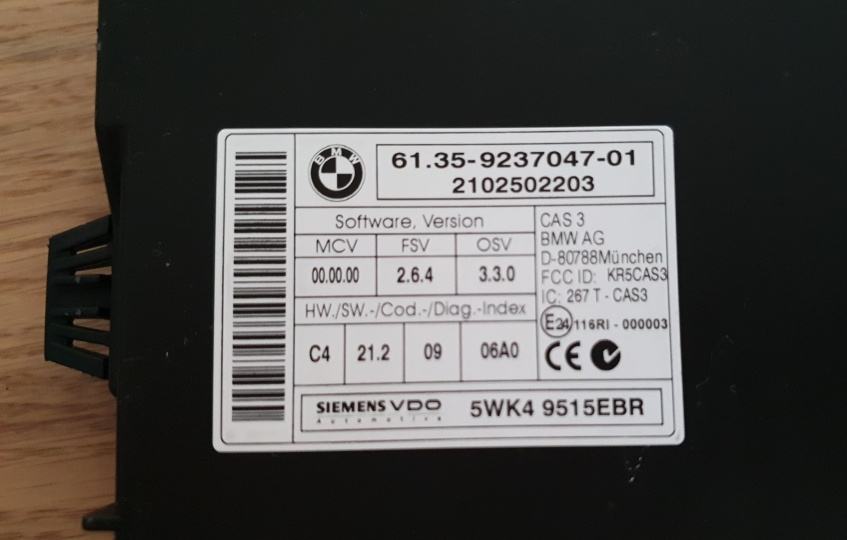 BMW
61.35-9237047-01
2102502203
Software, Version
MCV FSV OSV
00.00.00 2.6.4 3.3.0
HW./SW.-/Cod.-/Diag.-Index
C4 21.2 09 06A0
CAS 3
BMW AG
D-80788München
FCC ID: KR5CAS3
IC: 267 T - CAS3
E24 116RI - 000003
CE
SIEMENS VDO 5WK4 9515EBR
Automotive